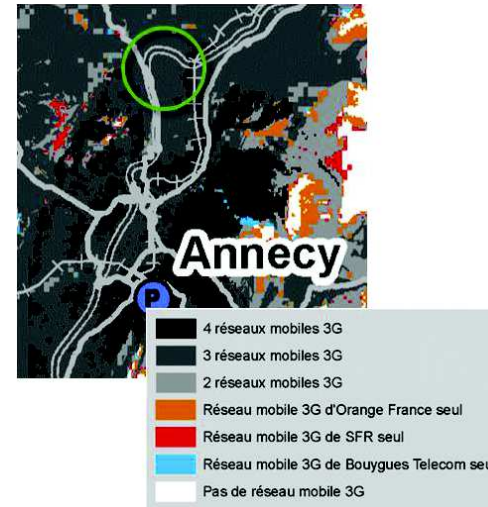 Annecy
P
4 réseaux mobiles 3G
3 réseaux mobiles 3G
2 réseaux mobiles 3G
Réseau mobile 3G d'Orange France seul
Réseau mobile 3G de SFR seul
Réseau mobile 3G de Bouygues Telecom seu
Pas de réseau mobile 3G